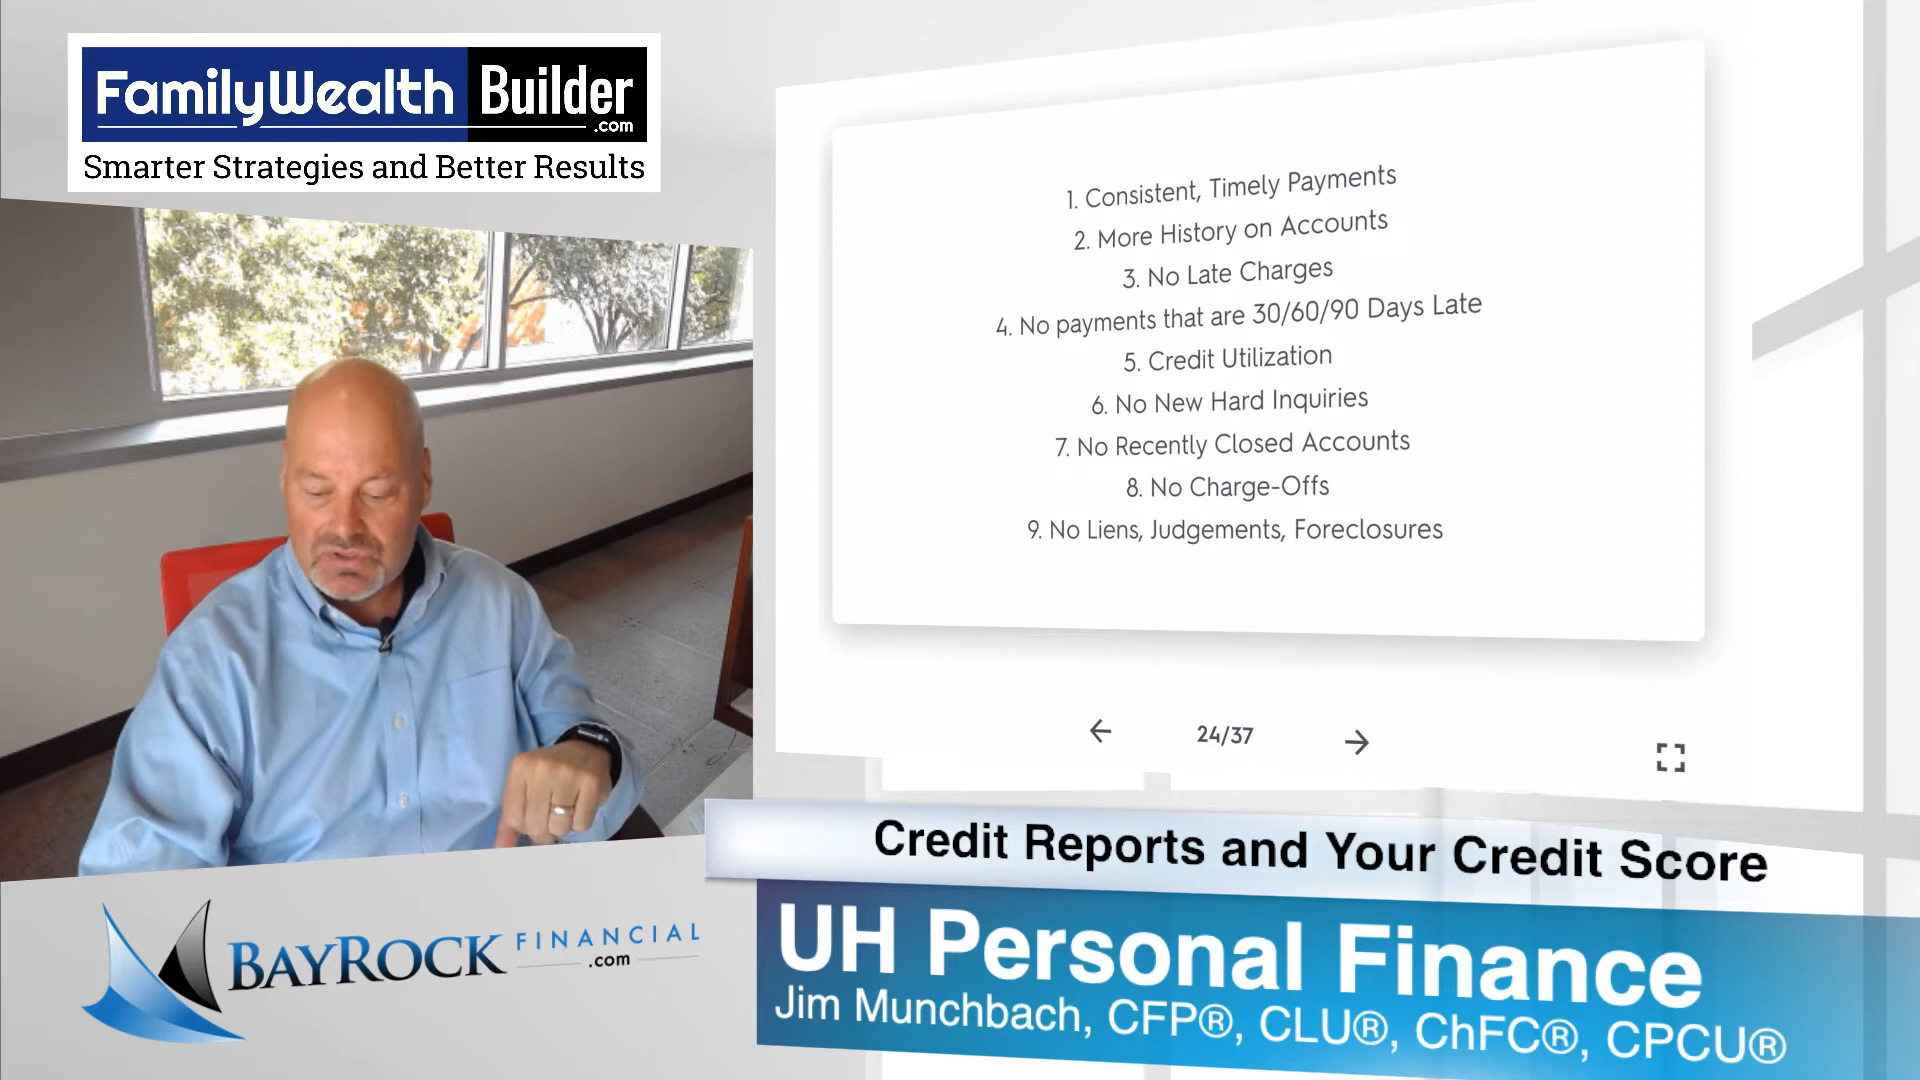 FamilyWealth Builder
.com
Smarter Strategies and Better Results
1. Consistent, Timely Payments
2. More History on Accounts
3. No Late Charges
4. No payments that are 30/60/90 Days Late
5. Credit Utilization
6. No New Hard Inquiries
7. No Recently Closed Accounts
8. No Charge-Offs
9. No Liens, Judgements, Foreclosures
24/37
Credit Reports and Your Credit Score
UH Personal Finance
Jim Munchbach, CFP®, CLU®, ChFC®, CPCU®
BAYROCK FINANCIAL
.com